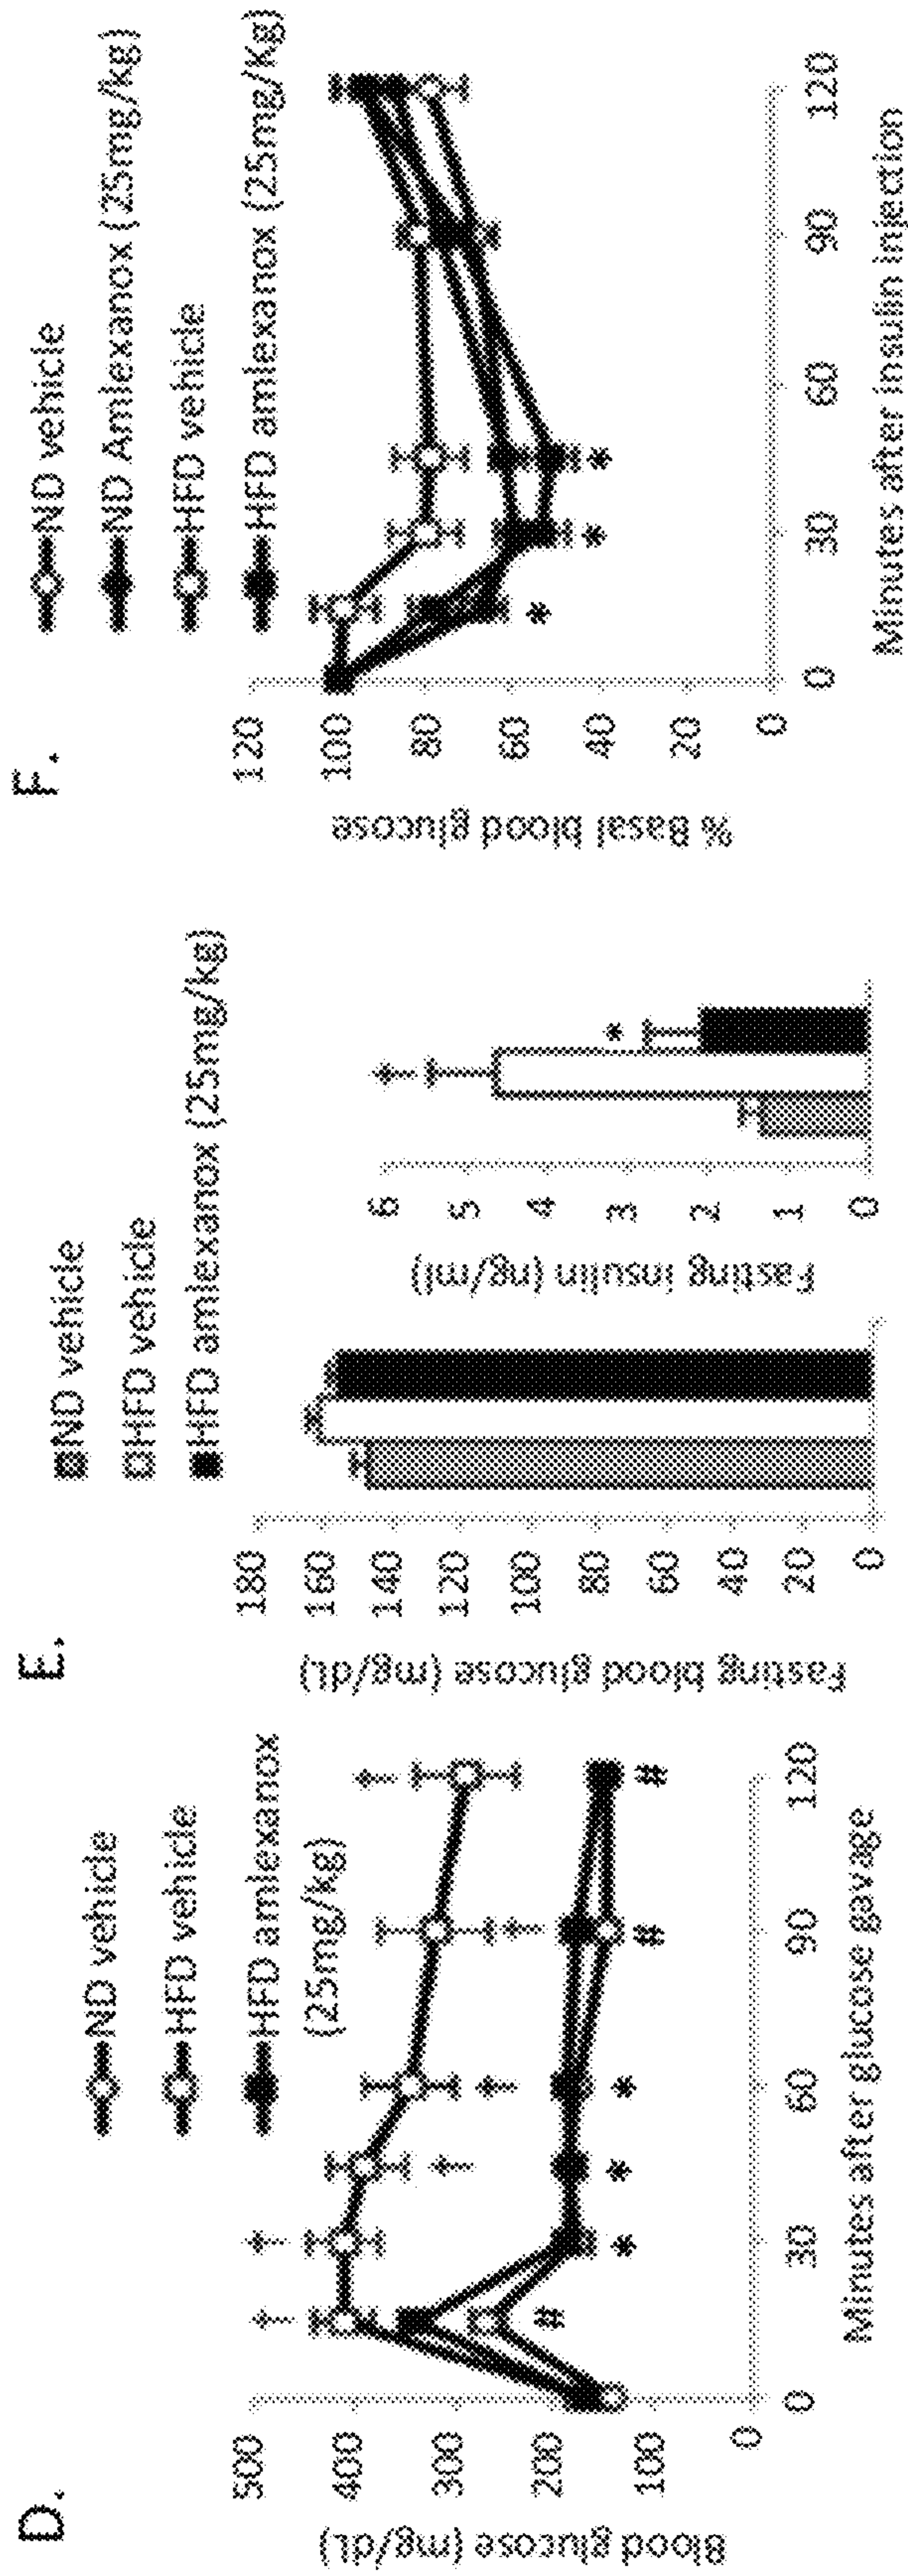 D.
ND vehicle
HFD vehicle
HFD amlexanox
(25mg/kg)
Blood glucose (mg/dL)
500
400
300
200
100
0
† † † † † †
# * * * # #
0 30 60 90 120
Minutes after glucose gavage
E.
ND vehicle
HFD vehicle
HFD amlexanox (25mg/kg)
Fasting blood glucose (mg/dL)
180
160
140
120
100
80
60
40
20
0
Fasting insulin (ng/ml)
6
5
4
3
2
1
0
† *
F.
ND vehicle
ND Amlexanox (25mg/kg)
HFD vehicle
HFD amlexanox (25mg/Kg)
% Basal blood glucose
120
100
80
60
40
20
0
* * *
0 30 60 90 120
Minutes after insulin injection